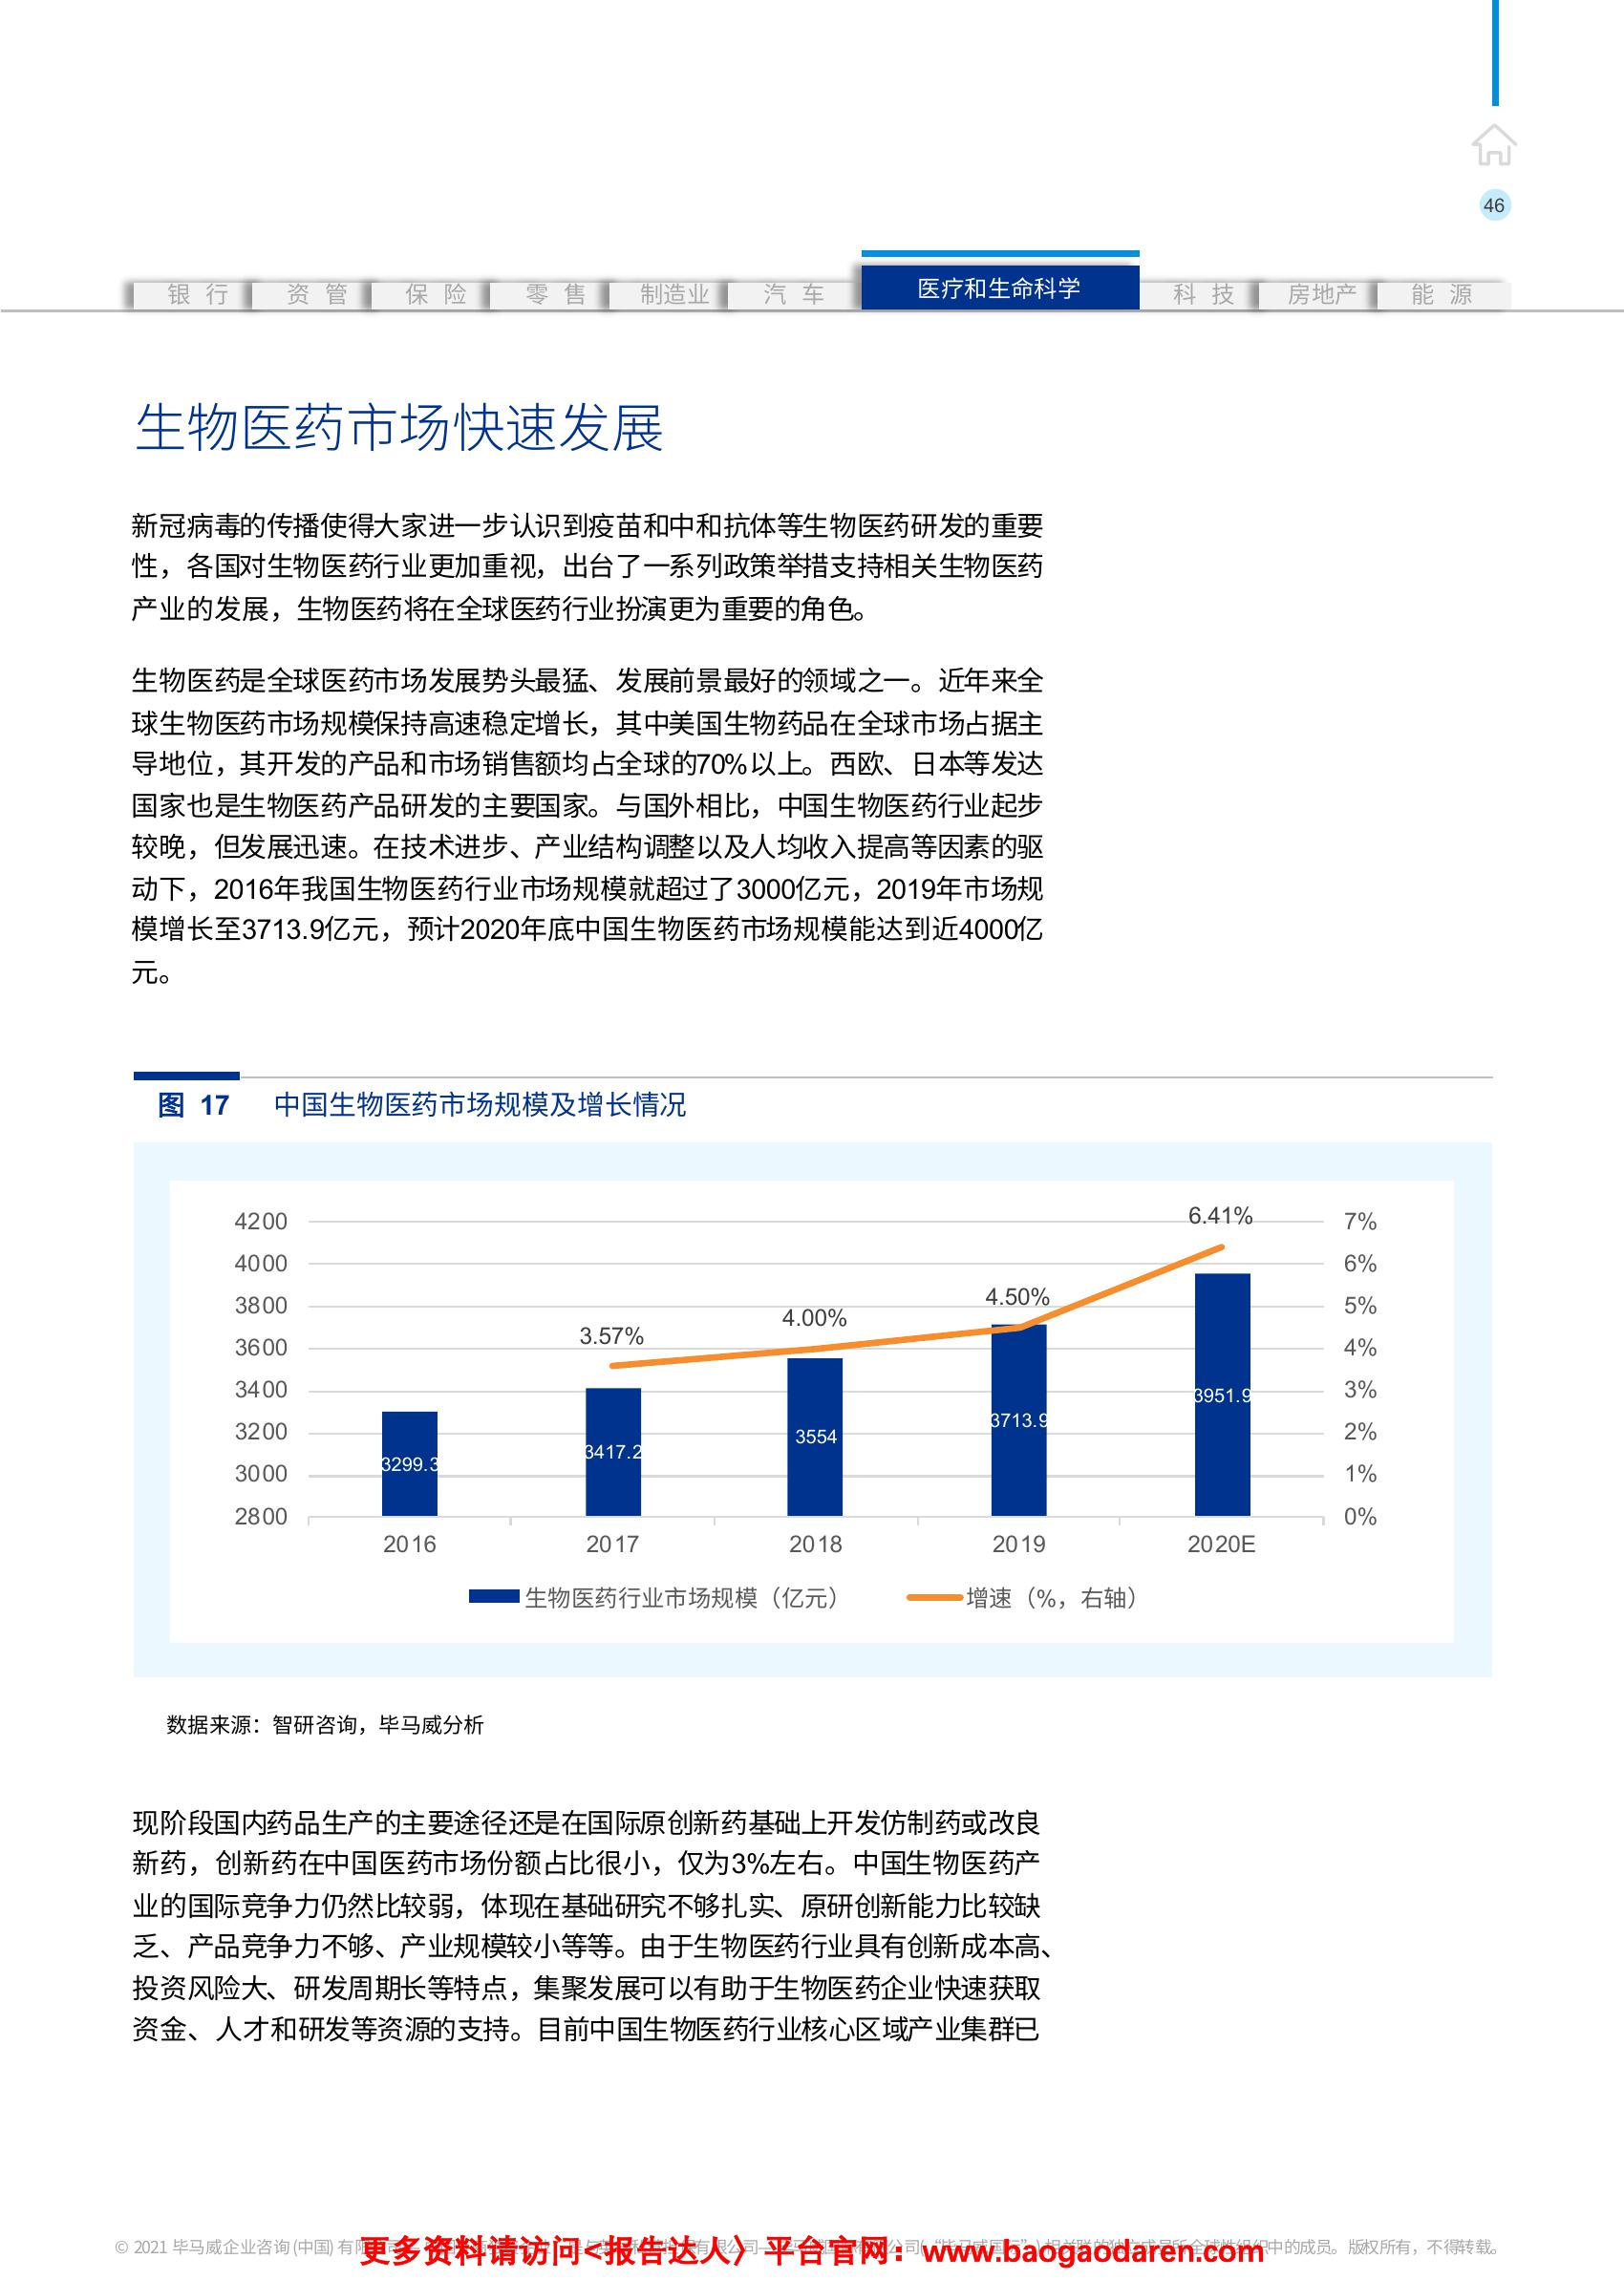 46
银 行 资 管 保 险 零 售 制造业 汽 车 医疗和生命科学 科 技 房地产 能 源
生物医药市场快速发展
新冠病毒的传播使得大家进一步认识到疫苗和中和抗体等生物医药研发的重要
性，各国对生物医药行业更加重视，出台了一系列政策举措支持相关生物医药
产业的发展，生物医药将在全球医药行业扮演更为重要的角色。
生物医药是全球医药市场发展势头最猛、发展前景最好的领域之一。近年来全
球生物医药市场规模保持高速稳定增长，其中美国生物药品在全球市场占据主
导地位，其开发的产品和市场销售额均占全球的70%以上。西欧、日本等发达
国家也是生物医药产品研发的主要国家。与国外相比，中国生物医药行业起步
较晚，但发展迅速。在技术进步、产业结构调整以及人均收入提高等因素的驱
动下，2016年我国生物医药行业市场规模就超过了3000亿元，2019年市场规
模增长至3713.9亿元，预计2020年底中国生物医药市场规模能达到近4000亿
元。
图 17 中国生物医药市场规模及增长情况
4200 6.41% 7%
4000 6%
3800 4.50% 5%
3600 3.57% 4.00% 4%
3400 3951.9 3%
3200 3417.2 3554 3713.9 2%
3000 3299.3 1%
2800 0%
2016 2017 2018 2019 2020E
生物医药行业市场规模（亿元） 增速（%，右轴）
数据来源：智研咨询，毕马威分析
现阶段国内药品生产的主要途径还是在国际原创新药基础上开发仿制药或改良
新药，创新药在中国医药市场份额占比很小，仅为3%左右。中国生物医药产
业的国际竞争力仍然比较弱，体现在基础研究不够扎实、原研创新能力比较缺
乏、产品竞争力不够、产业规模较小等等。由于生物医药行业具有创新成本高、
投资风险大、研发周期长等特点，集聚发展可以有助于生物医药企业快速获取
资金、人才和研发等资源的支持。目前中国生物医药行业核心区域产业集群已
© 2021 毕马威企业咨询 (中国) 有限 中的成员。版权所有，不得转载。
更多资料请访问<报告达人〉平台官网：www.baogaodaren.com